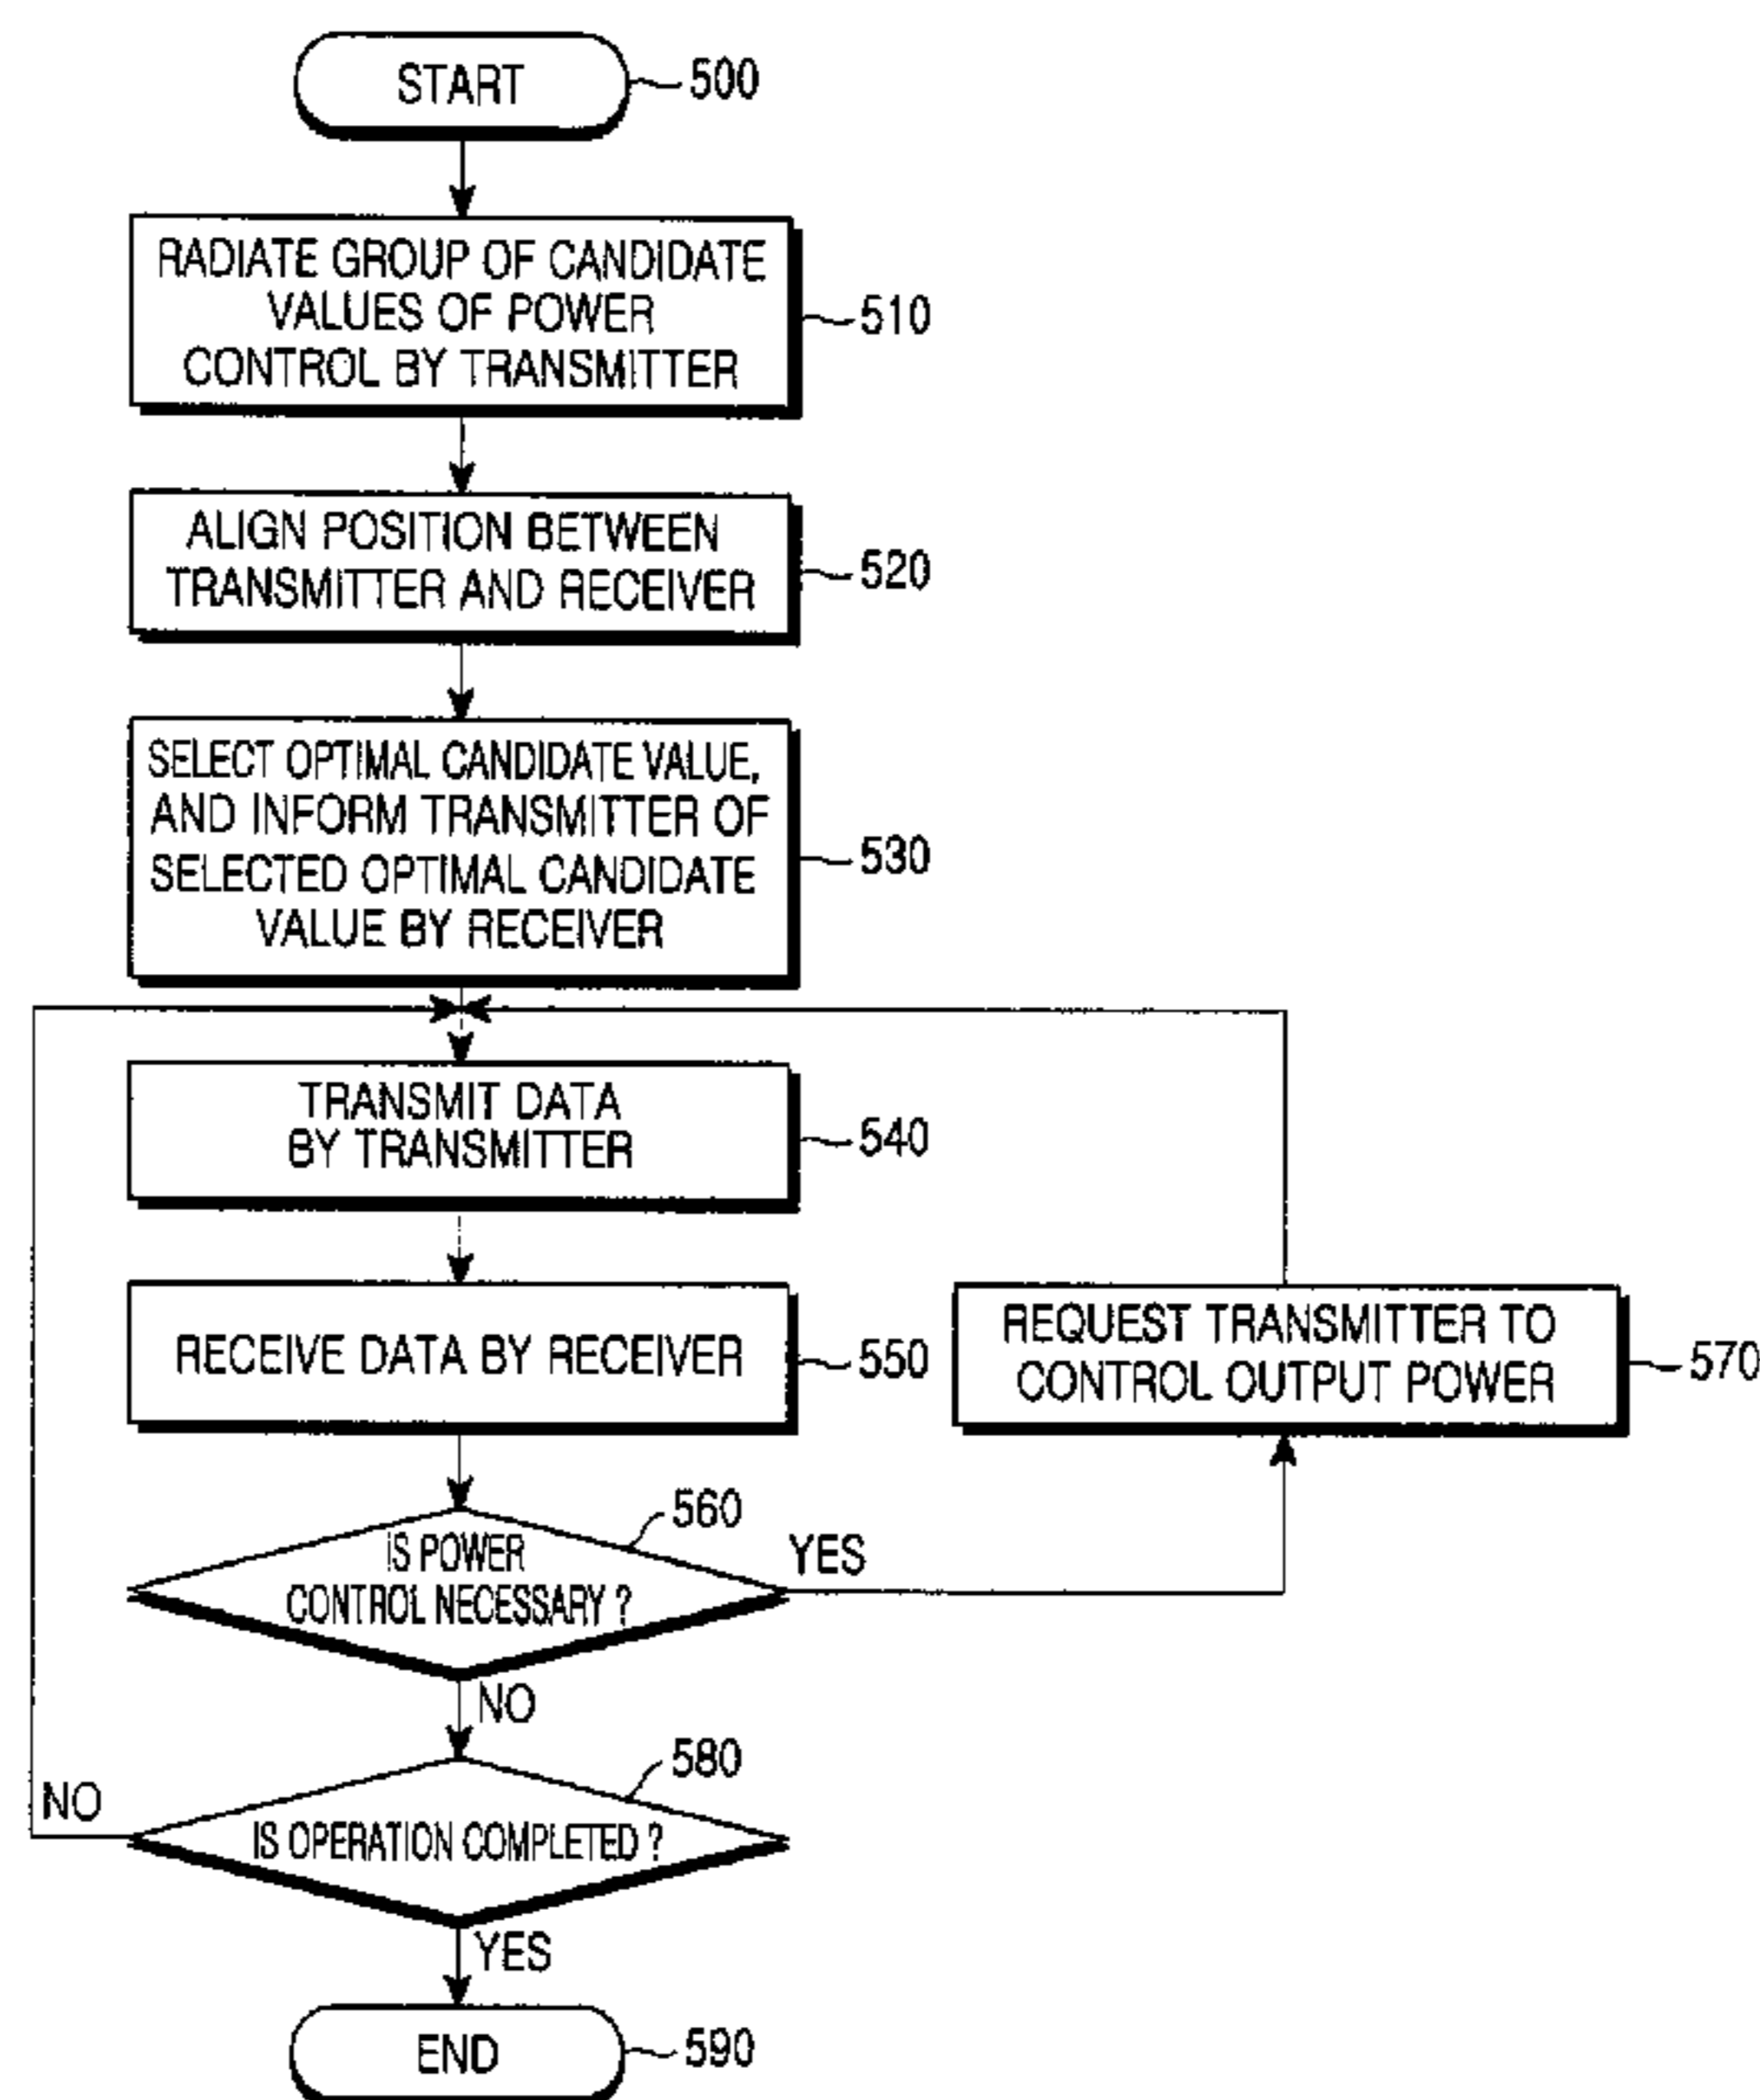 START
500
RADIATE GROUP OF CANDIDATE
VALUES OF POWER
CONTROL BY TRANSMITTER
510
ALIGN POSITION BETWEEN
TRANSMITTER AND RECEIVER
520
SELECT OPTIMAL CANDIDATE VALUE,
AND INFORM TRANSMITTER OF
SELECTED OPTIMAL CANDIDATE
VALUE BY RECEIVER
530
TRANSMIT DATA
BY TRANSMITTER
540
RECEIVE DATA BY RECEIVER
550
REQUEST TRANSMITTER TO
CONTROL OUTPUT POWER
570
IS POWER
CONTROL NECESSARY ?
560
YES
NO
IS OPERATION COMPLETED ?
580
NO
YES
END
590